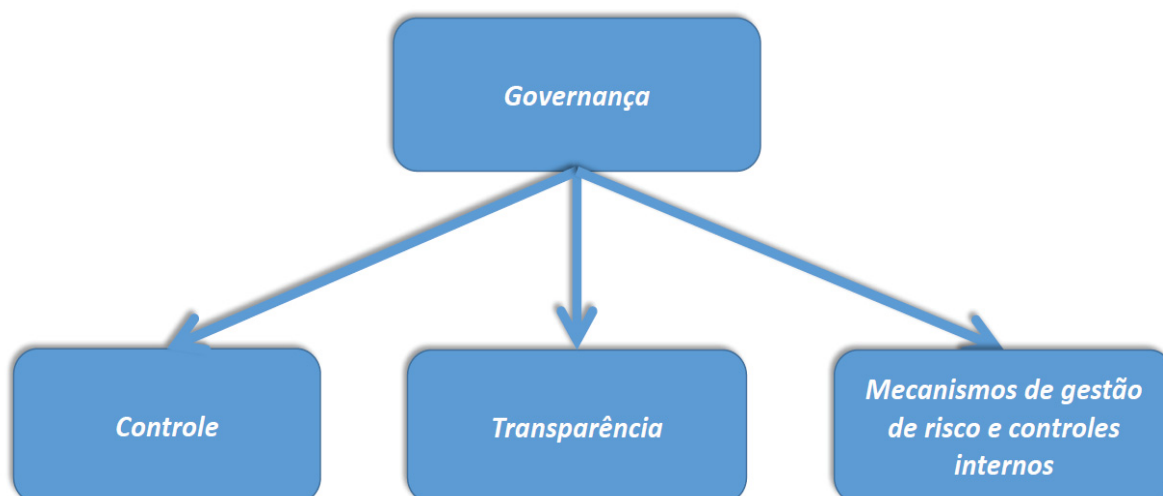 Governança
Controle
Transparência
Mecanismos de gestão
de risco e controles
internos